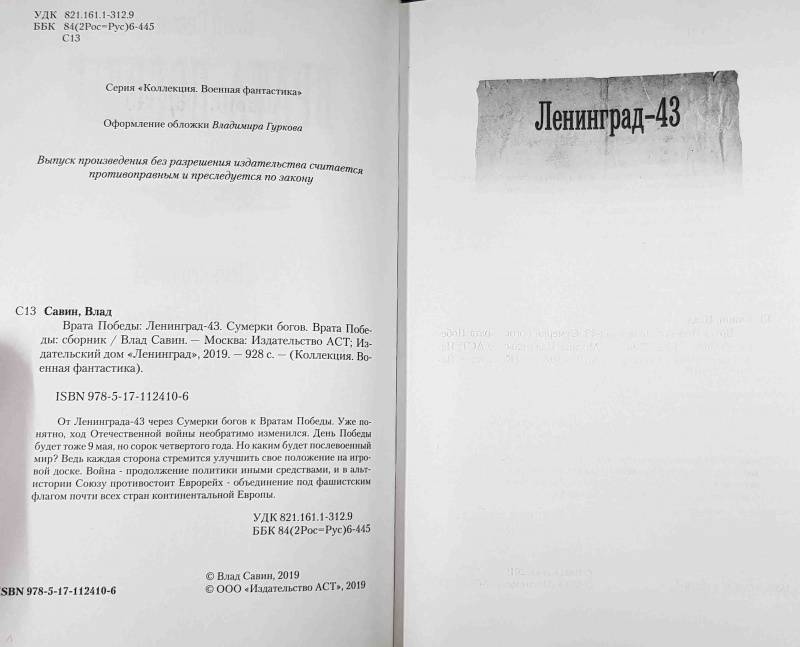 УДК 821.161.1-312.9
ББК 84(2Рос=Рус)6-445
С13
Серия «Коллекция. Военная фантастика»
Оформление обложки Владимира Гуркова
Выпуск произведения без разрешения издательства считается
противоправным и преследуется по закону
С13 Савин, Влад
Врата Победы: Ленинград-43. Сумерки богов. Врата Побе-
ды: сборник / Влад Савин. — Москва: Издательство АСТ; Из-
дательский дом «Ленинград», 2019. — 928 с. — (Коллекция. Во-
енная фантастика).
ISBN 978-5-17-112410-6
От Ленинграда-43 через Сумерки богов к Вратам Победы. Уже по-
нятно, ход Отечественной войны необратимо изменился. День Победы
будет тоже 9 мая, но сорок четвертого года. Но каким будет послевоенный
мир? Ведь каждая сторона стремится улучшить свое положение на игро-
вой доске. Война - продолжение политики иными средствами, и в альт-
истории Союзу противостоит Еврорейх - объединение под фашистским
флагом почти всех стран континентальной Европы.
УДК 821.161.1-312.9
ББК 84(2Рос=Рус)6-445
© Влад Савин, 2019
ISBN 978-5-17-112410-6
© ООО «Издательство АСТ», 2019
Ленинград-43